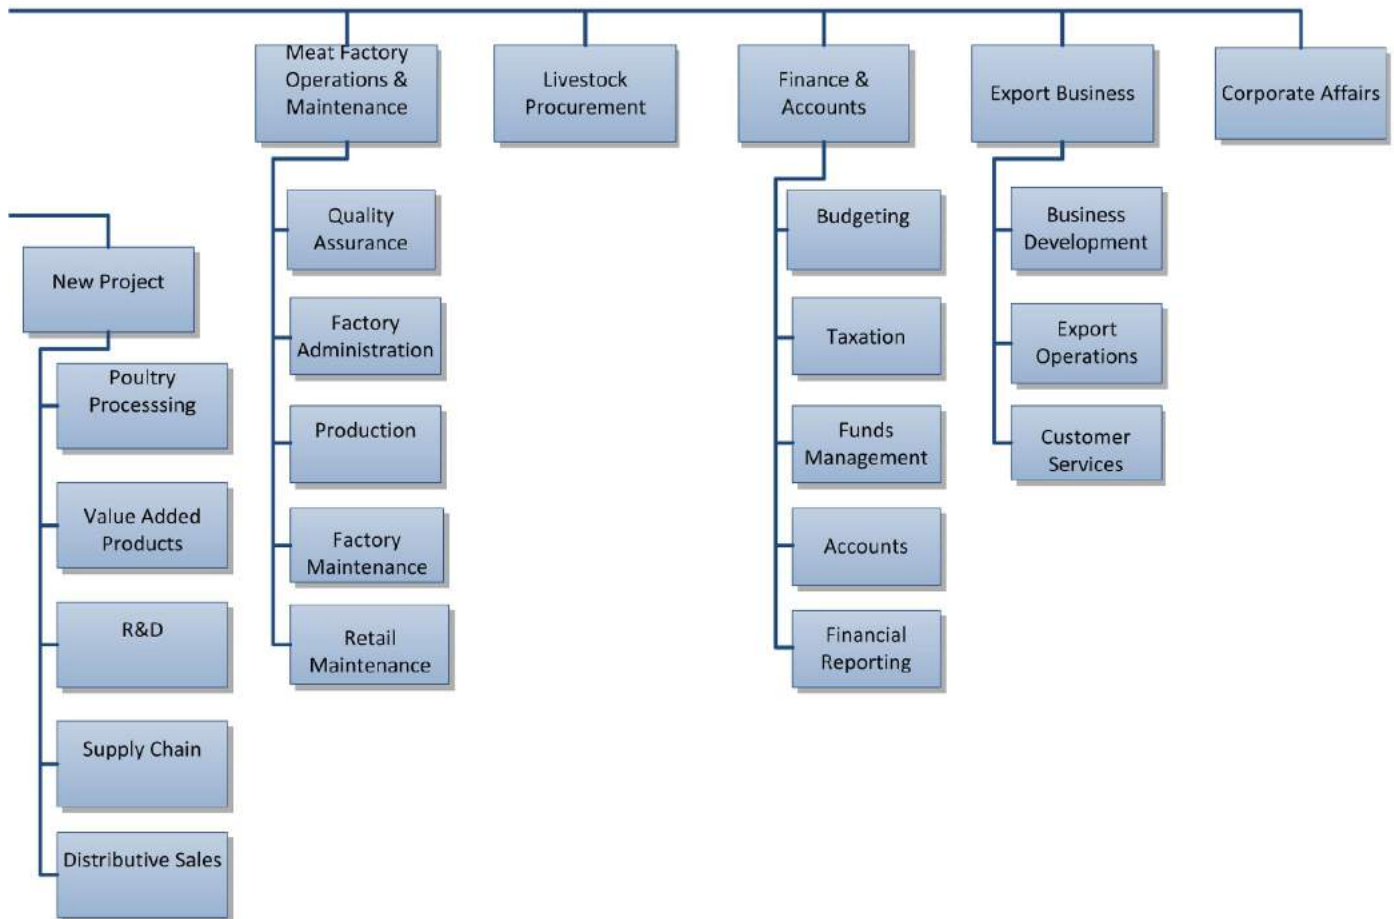 Meat Factory
Operations &
Maintenance
Livestock
Procurement
Finance &
Accounts
Export Business
Corporate Affairs
New Project
Poultry
Processsing
Value Added
Products
R&D
Supply Chain
Distributive Sales
Quality
Assurance
Factory
Administration
Production
Factory
Maintenance
Retail
Maintenance
Budgeting
Taxation
Funds
Management
Accounts
Financial
Reporting
Business
Development
Export
Operations
Customer
Services